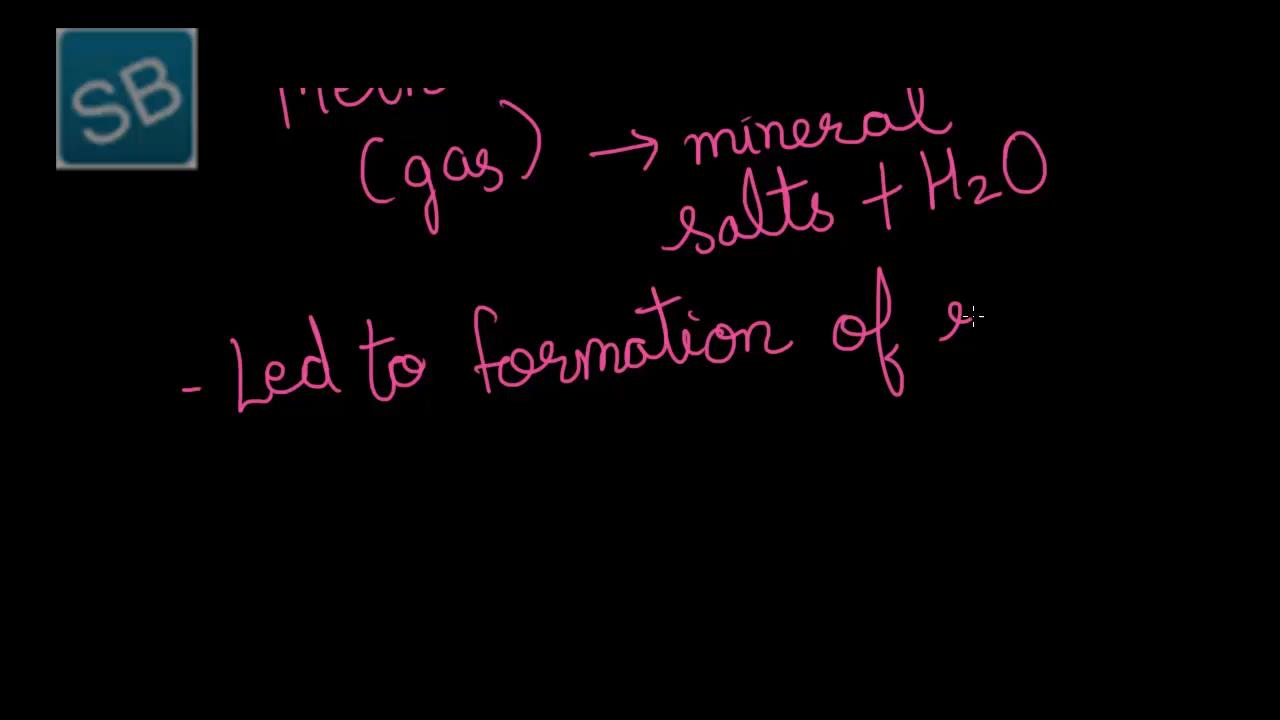 SB
(gas) → mineral
salts + H₂O
- Led to formation of